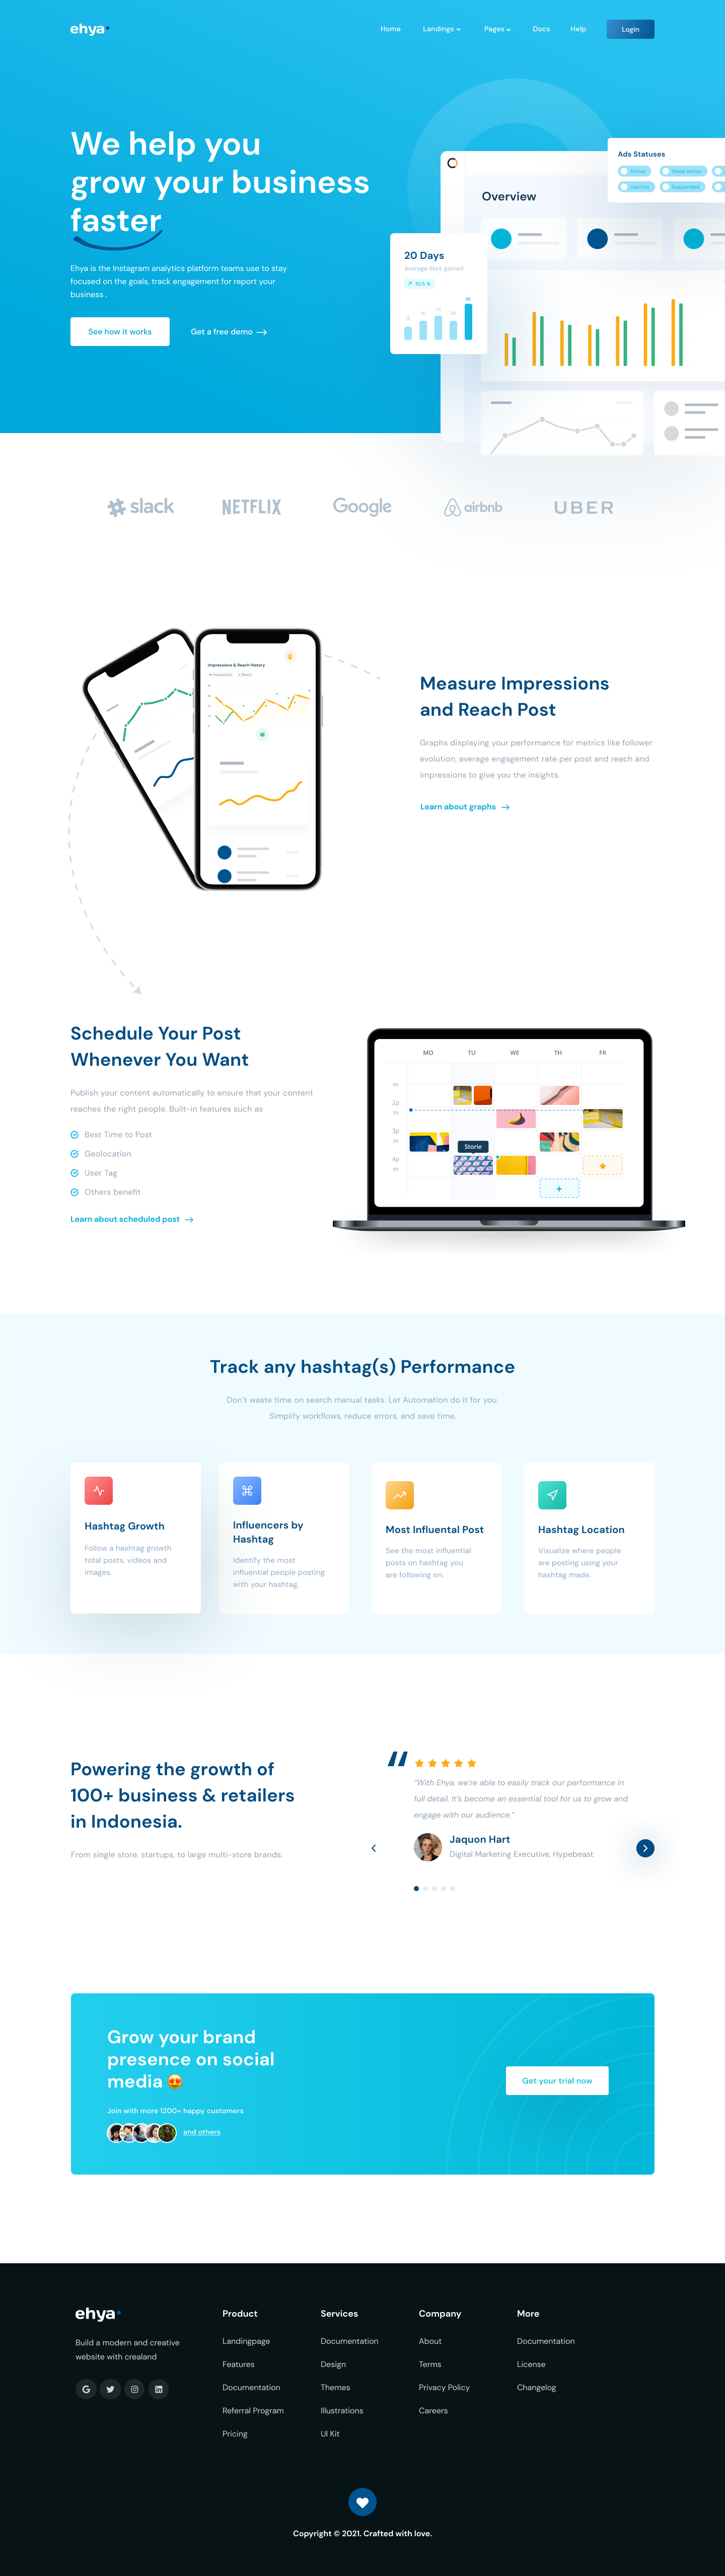 ehya
Home
Landings
Pages
Docs
Help
Login
We help you
grow your business
faster
Ehya is the Instagram analytics platform teams use to stay
focused on the goals, track engagement for report your
business .
See how it works
Get a free demo
Ads Statuses
Active
Need action
Inactive
Suspended
Overview
20 Days
Average likes gained
10,5 %
slack
NETFLIX
Google
airbnb
UBER
Impressions & Reach History
Impressions
Reach
Measure Impressions
and Reach Post
Graphs displaying your performance for metrics like follower
evolution, average engagement rate per post and reach and
impressions to give you the insights.
Learn about graphs
Schedule Your Post
Whenever You Want
Publish your content automatically to ensure that your content
reaches the right people. Built-in features such as
Best Time to Post
Geolocation
User Tag
Others benefit
Learn about scheduled post
MO
TU
WE
TH
FR
m
2p
m
3p
m
4p
m
Storie
Track any hashtag(s) Performance
Don't waste time on search manual tasks. Let Automation do it for you.
Simplify workflows, reduce errors, and save time.
Hashtag Growth
Follow a hashtag growth
total posts, videos and
images.
Influencers by
Hashtag
Identify the most
influential people posting
with your hashtag.
Most Influental Post
See the most influential
posts on hashtag you
are following on.
Hashtag Location
Visualize where people
are posting using your
hashtag made.
Powering the growth of
100+ business & retailers
in Indonesia.
From single store, startups, to large multi-store brands.
"With Ehya, we're able to easily track our performance in
full detail. It's become an essential tool for us to grow and
engage with our audience."
Jaquon Hart
Digital Marketing Executive, Hypebeast
Grow your brand
presence on social
media 😍
Join with more 1200+ happy customers
and others
Get your trial now
ehya
Build a modern and creative
website with crealand
Product
Landingpage
Features
Documentation
Referral Program
Pricing
Services
Documentation
Design
Themes
Illustrations
UI Kit
Company
About
Terms
Privacy Policy
Careers
More
Documentation
License
Changelog
Copyright © 2021. Crafted with love.